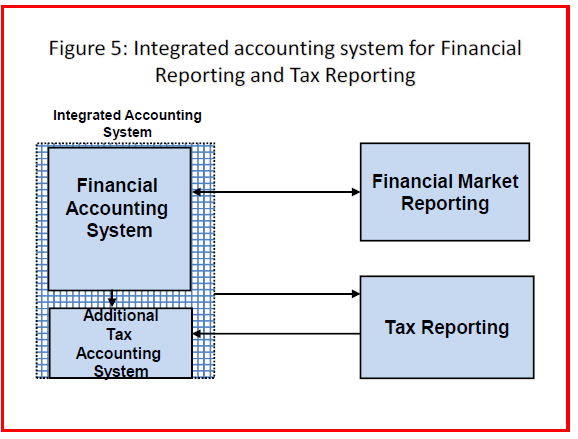 Figure 5: Integrated accounting system for Financial
Reporting and Tax Reporting
Integrated Accounting
System
Financial
Accounting
System
Financial Market
Reporting
Additional
Tax
Accounting
System
Tax Reporting